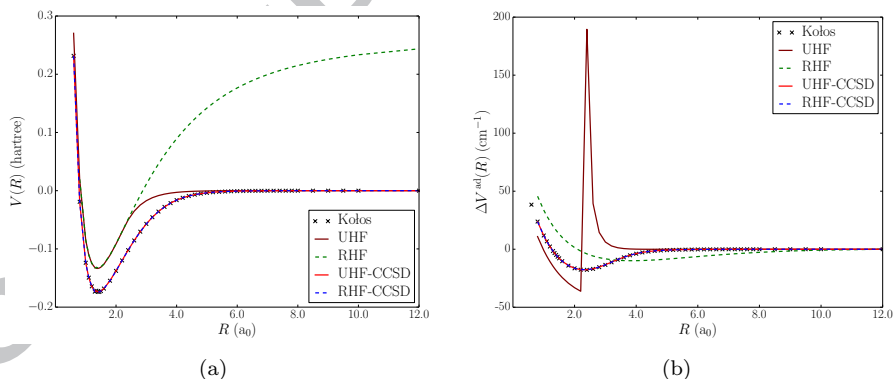 0.3
0.2
0.1
0.0
−0.1
−0.2
V(R) (hartree)
2.0 4.0 6.0 8.0 10.0 12.0
R (a₀)
Kołos
UHF
RHF
UHF-CCSD
RHF-CCSD
(a)
200
150
100
50
0
-50
ΔVᵃᵈ(R) (cm⁻¹)
2.0 4.0 6.0 8.0 10.0 12.0
R (a₀)
Kołos
UHF
RHF
UHF-CCSD
RHF-CCSD
(b)